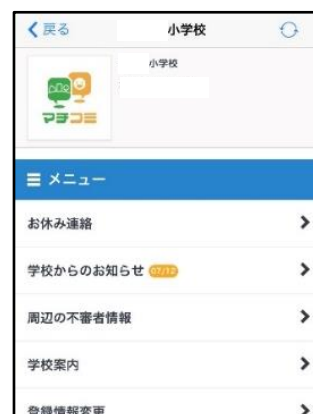 戻る 小学校
小学校
マチコミ
メニュー
お休み連絡
学校からのお知らせ 07/12
周辺の不審者情報
学校案内
登録情報変更